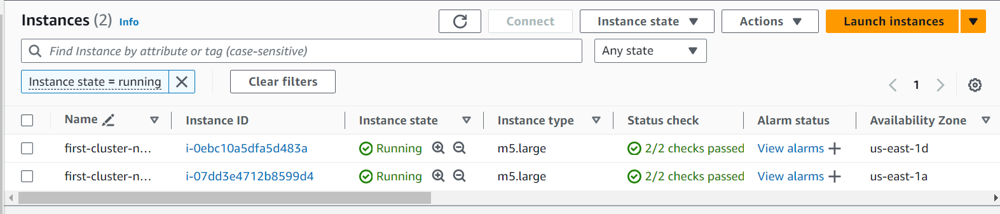 Instances (2) Info Connect Instance state Actions Launch instances
Find Instance by attribute or tag (case-sensitive) Any state
Instance state = running Clear filters 1
Name Instance ID Instance state Instance type Status check Alarm status Availability Zone
first-cluster-n... i-0ebc10a5dfa5d483a Running m5.large 2/2 checks passed View alarms us-east-1d
first-cluster-n... i-07dd3e4712b8599d4 Running m5.large 2/2 checks passed View alarms us-east-1a